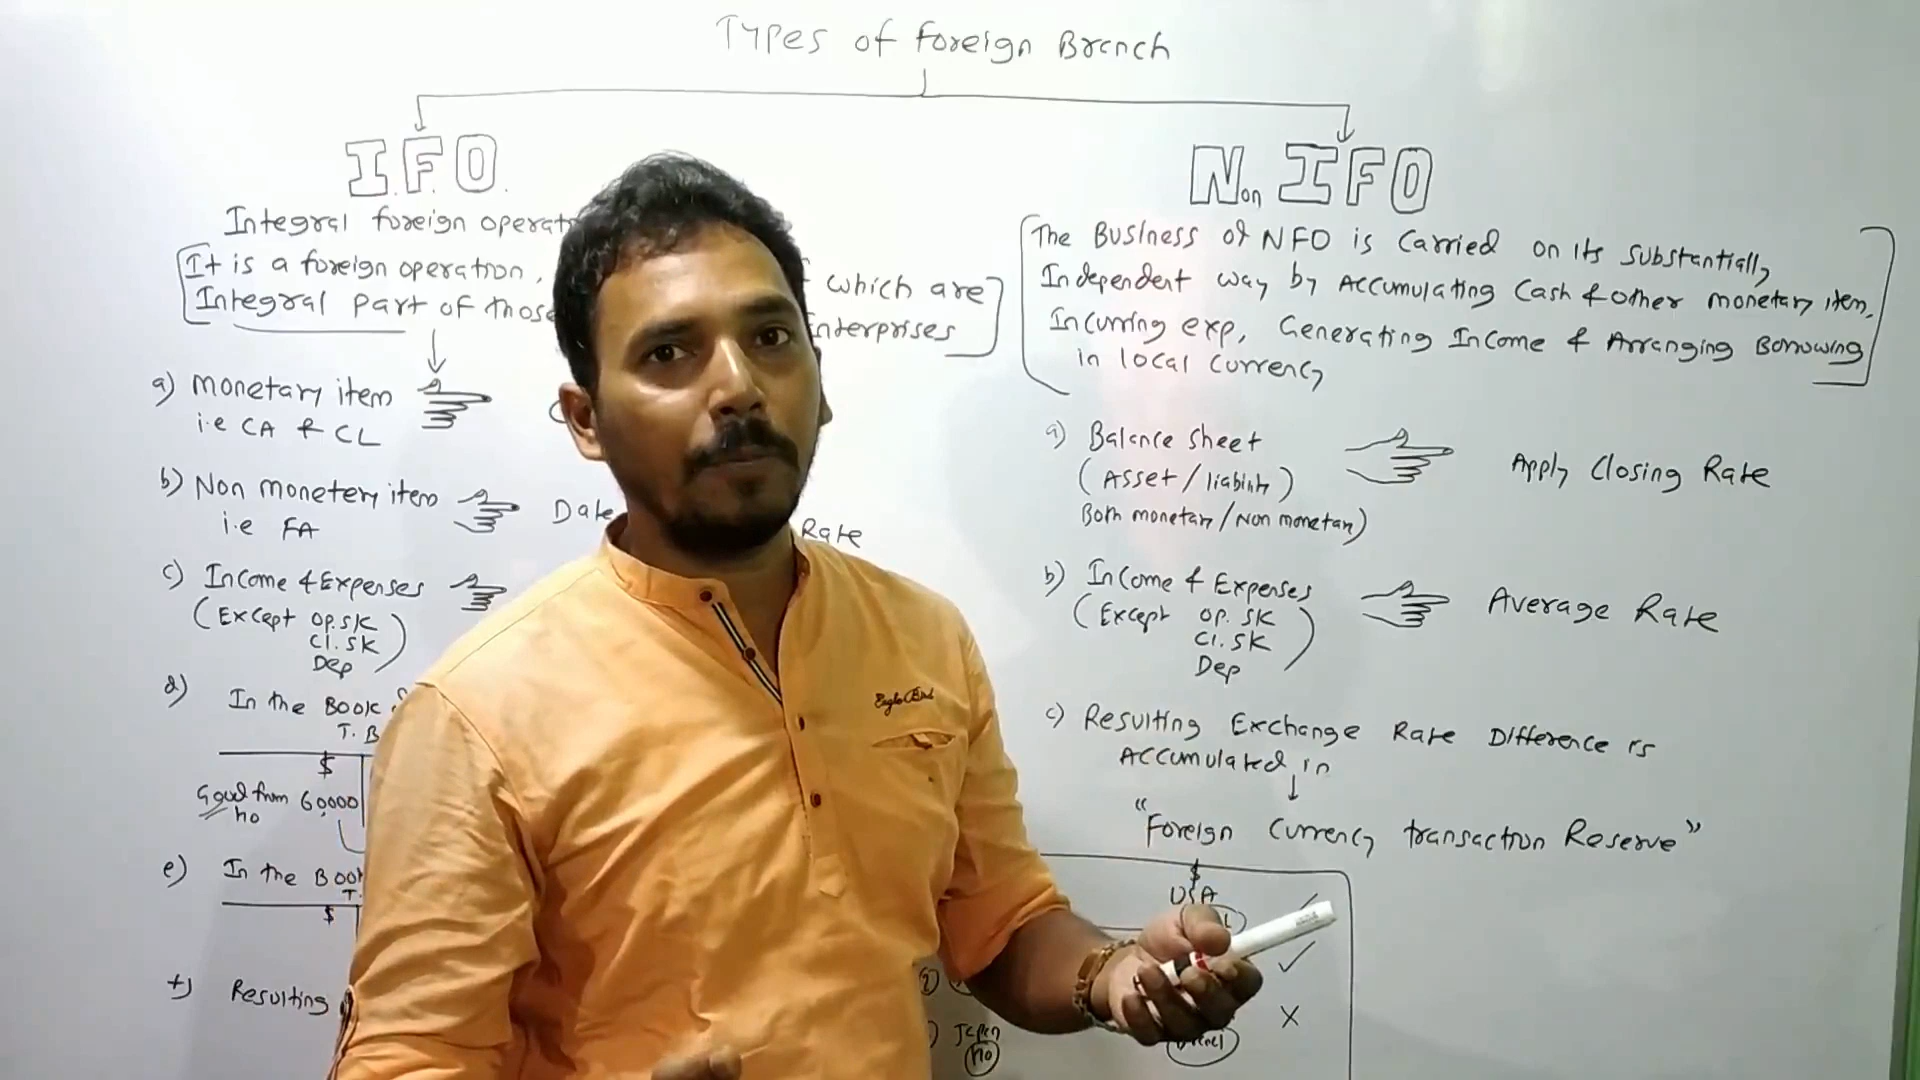 Types of Foreign Branch
I.F.O.
Integral foreign operat
It is a foreign operation, which are
Integral part of those Enterprises
a) Monetary item
i.e CA & CL
b) Non monetery item Date Rate
i.e FA
c) Income & Expenses
(Except Op. SK
Cl. SK
Dep)
d) In the Book
T. B
$
Good from 60000
HO
e) In the Book
T.
$
f) Resulting
Non IFO
The Business of NFO is Carried on its substantially
Independent way by Accumulating Cash & other monetary item,
Incurring exp, Generating Income & Arranging Borrowing
in local currency
a) Balance Sheet Apply Closing Rate
(Asset/liability)
Both monetary/Non monetary)
b) Income & Expenses Average Rate
(Except Op. SK
Cl. SK
Dep)
c) Resulting Exchange Rate Difference is
Accumulated in
"Foreign Currency transaction Reserve"
$
USA
Japan
HO
Eagle Bird